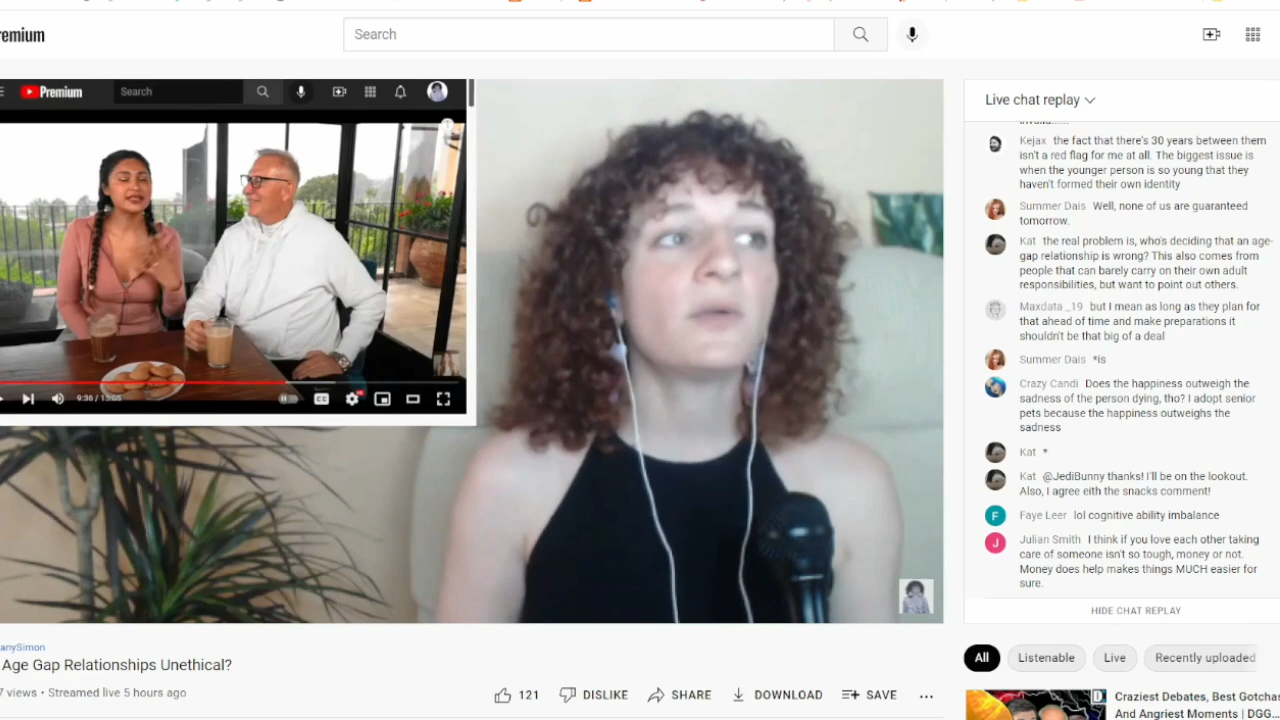 remium
Search
Premium
Search
9:36 / 15:05
CC
Live chat replay
Kejax the fact that there's 30 years between them
isn't a red flag for me at all. The biggest issue is
when the younger person is so young that they
haven't formed their own identity
Summer Dais Well, none of us are guaranteed
tomorrow.
Kat the real problem is, who's deciding that an age-
gap relationship is wrong? This also comes from
people that can barely carry on their own adult
responsibilities, but want to point out others.
Maxdata _19 but I mean as long as they plan for
that ahead of time and make preparations it
shouldn't be that big of a deal
Summer Dais *is
Crazy Candi Does the happiness outweigh the
sadness of the person dying, tho? I adopt senior
pets because the happiness outweighs the
sadness
Kat *
Kat @JediBunny thanks! I'll be on the lookout.
Also, I agree eith the snacks comment!
F
Faye Leer lol cognitive ability imbalance
J
Julian Smith I think if you love each other taking
care of someone isn't so tough, money or not.
Money does help makes things MUCH easier for
sure.
HIDE CHAT REPLAY
anySimon
Age Gap Relationships Unethical?
7 views • Streamed live 5 hours ago
121
DISLIKE
SHARE
DOWNLOAD
SAVE
All
Listenable
Live
Recently uploaded
D
Craziest Debates, Best Gotchas
And Angriest Moments | DGG...